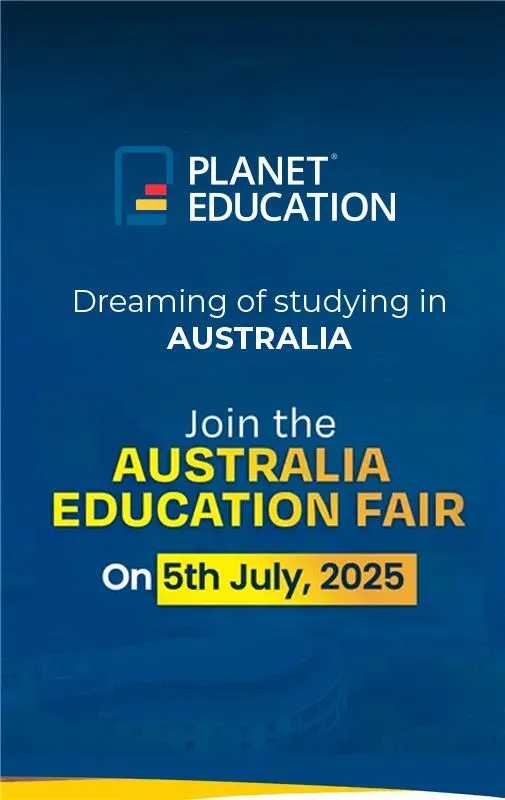 PLANET®
EDUCATION
Dreaming of studying in
AUSTRALIA
Join the
AUSTRALIA
EDUCATION FAIR
On 5th July, 2025